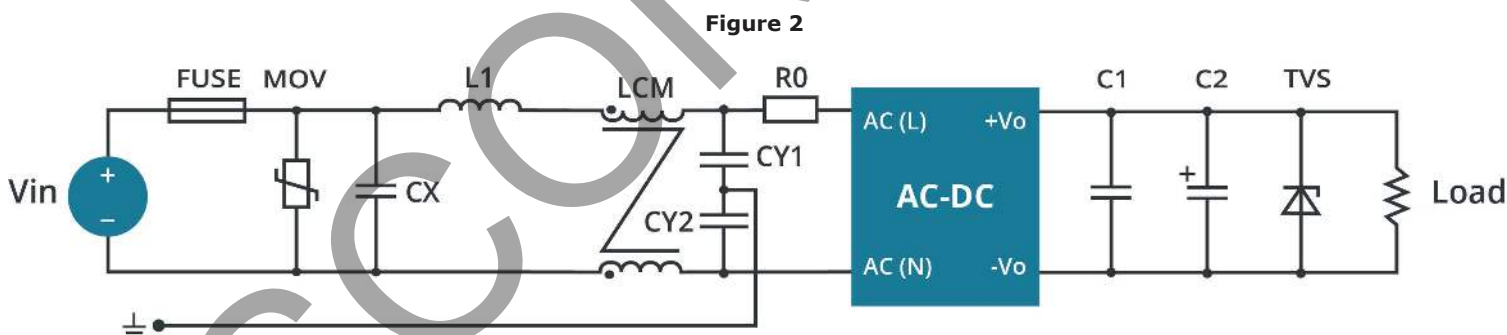 Figure 2
FUSE MOV L1 LCM R0 C1 C2 TVS
AC (L) +Vo
CY1
+
+
Vin CX AC-DC Load
−
CY2
AC (N) -Vo